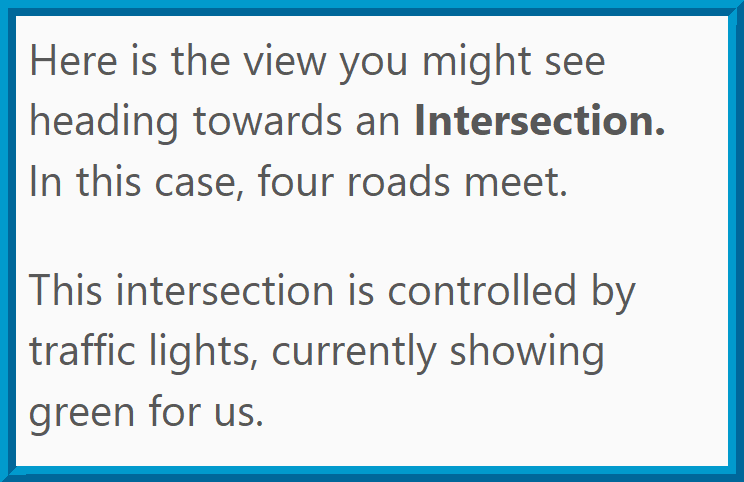 Here is the view you might see
heading towards an Intersection.
In this case, four roads meet.
This intersection is controlled by
traffic lights, currently showing
green for us.